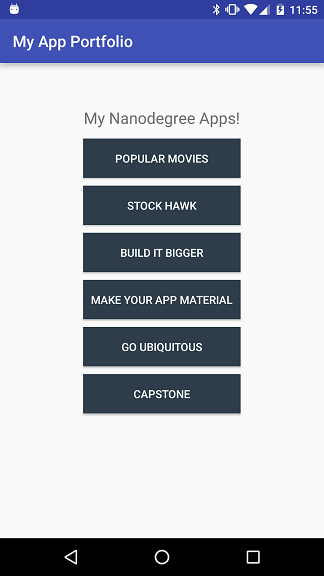 11:55
My App Portfolio
My Nanodegree Apps!
POPULAR MOVIES
STOCK HAWK
BUILD IT BIGGER
MAKE YOUR APP MATERIAL
GO UBIQUITOUS
CAPSTONE